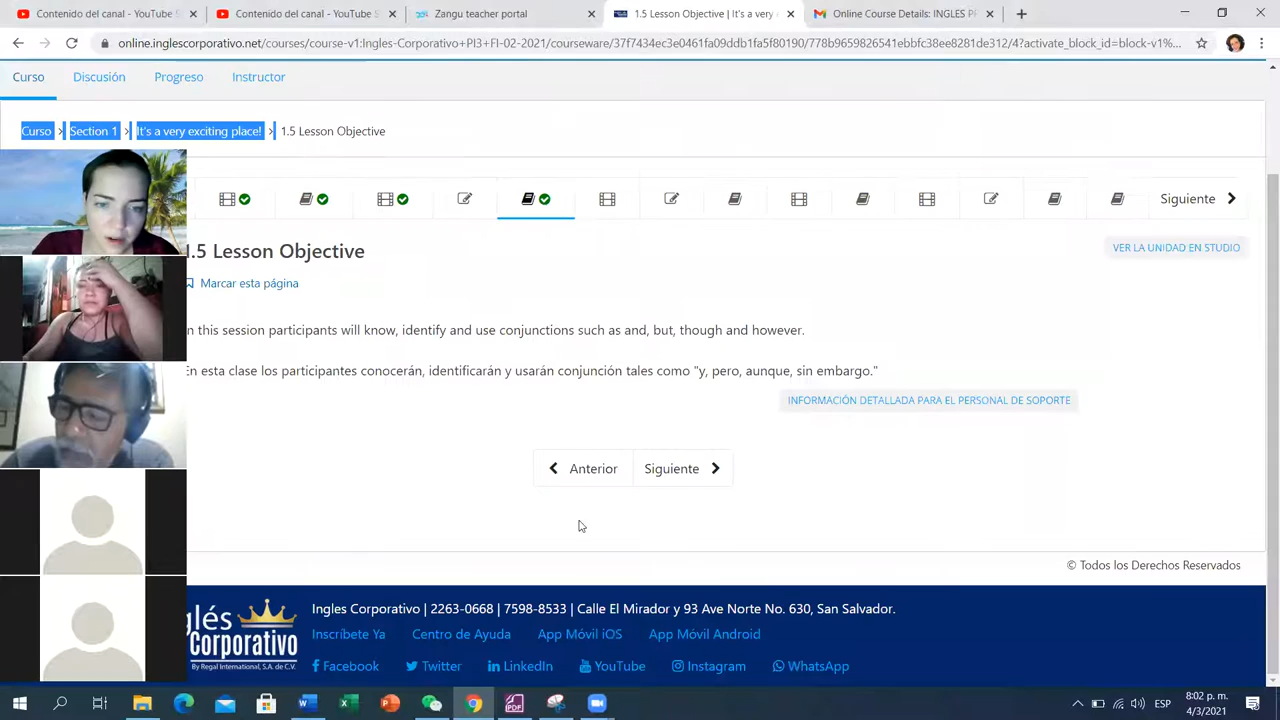 Contenido del canal - YouTube S
Contenido del canal - YouTube S
Zangu teacher portal
1.5 Lesson Objective | It's a very
Online Course Details: INGLES PF
online.inglescorporativo.net/courses/course-v1:Ingles-Corporativo+PI3+FI-02-2021/courseware/37f7434ec3e0461fa09ddb1fa5f80190/778b9659826541ebbfc38ee8281de312/4?activate_block_id=block-v1%...
Curso
Discusión
Progreso
Instructor
Curso > Section 1 > It's a very exciting place! > 1.5 Lesson Objective
Siguiente
1.5 Lesson Objective
VER LA UNIDAD EN STUDIO
Marcar esta página
n this session participants will know, identify and use conjunctions such as and, but, though and however.
En esta clase los participantes conocerán, identificarán y usarán conjunción tales como "y, pero, aunque, sin embargo."
INFORMACIÓN DETALLADA PARA EL PERSONAL DE SOPORTE
Anterior
Siguiente
© Todos los Derechos Reservados
glés
Corporativo
By Regal International, S.A. de C.V.
Ingles Corporativo | 2263-0668 | 7598-8533 | Calle El Mirador y 93 Ave Norte No. 630, San Salvador.
Inscríbete Ya
Centro de Ayuda
App Móvil iOS
App Móvil Android
Facebook
Twitter
LinkedIn
YouTube
Instagram
WhatsApp
ESP
8:02 p. m.
4/3/2021